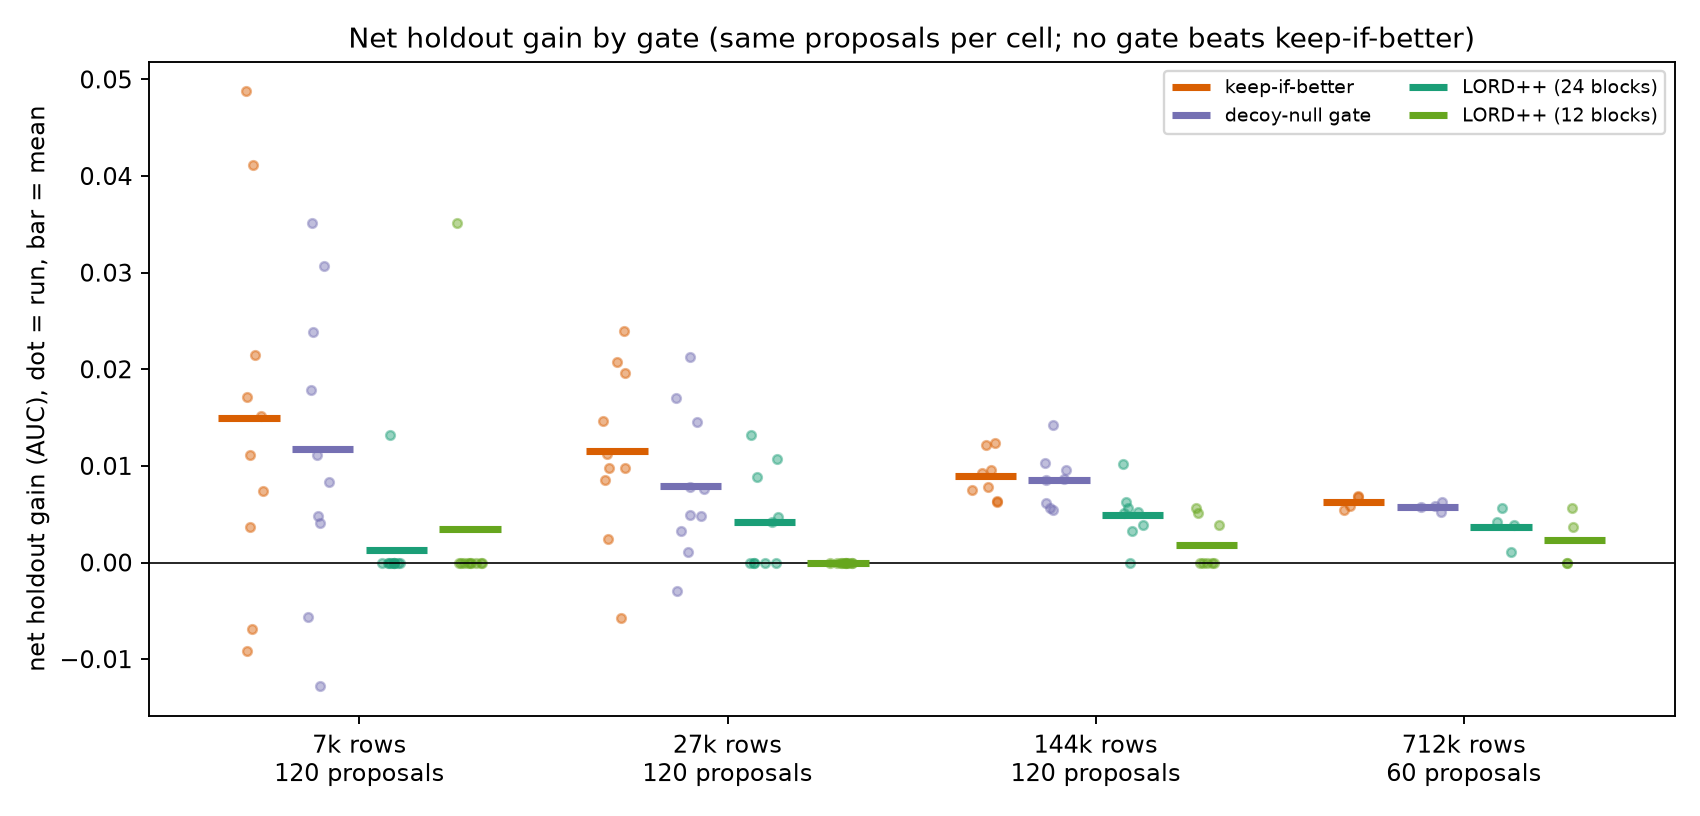 Net holdout gain by gate (same proposals per cell; no gate beats keep-if-better)
net holdout gain (AUC), dot = run, bar = mean
0.05
0.04
0.03
0.02
0.01
0.00
−0.01
keep-if-better
decoy-null gate
LORD++ (24 blocks)
LORD++ (12 blocks)
7k rows
120 proposals
27k rows
120 proposals
144k rows
120 proposals
712k rows
60 proposals